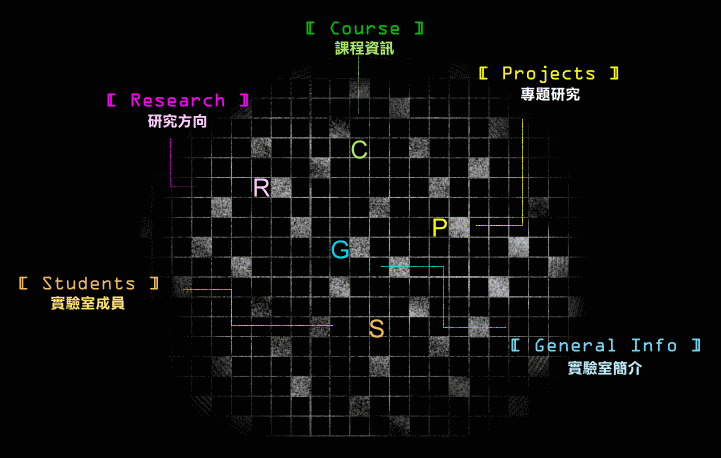 〖 Course 〗
課程資訊
〖 Projects 〗
專題研究
〖 Research 〗
研究方向
C
R
P
G
〖 Students 〗
實驗室成員
S
〖 General Info 〗
實驗室簡介